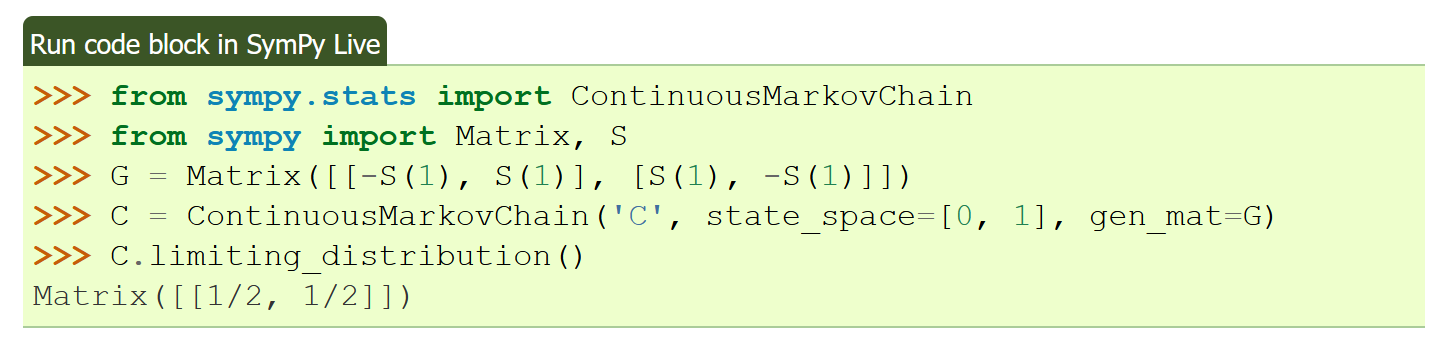 Run code block in SymPy Live
>>> from sympy.stats import ContinuousMarkovChain
>>> from sympy import Matrix, S
>>> G = Matrix([[-S(1), S(1)], [S(1), -S(1)]])
>>> C = ContinuousMarkovChain('C', state_space=[0, 1], gen_mat=G)
>>> C.limiting_distribution()
Matrix([[1/2, 1/2]])